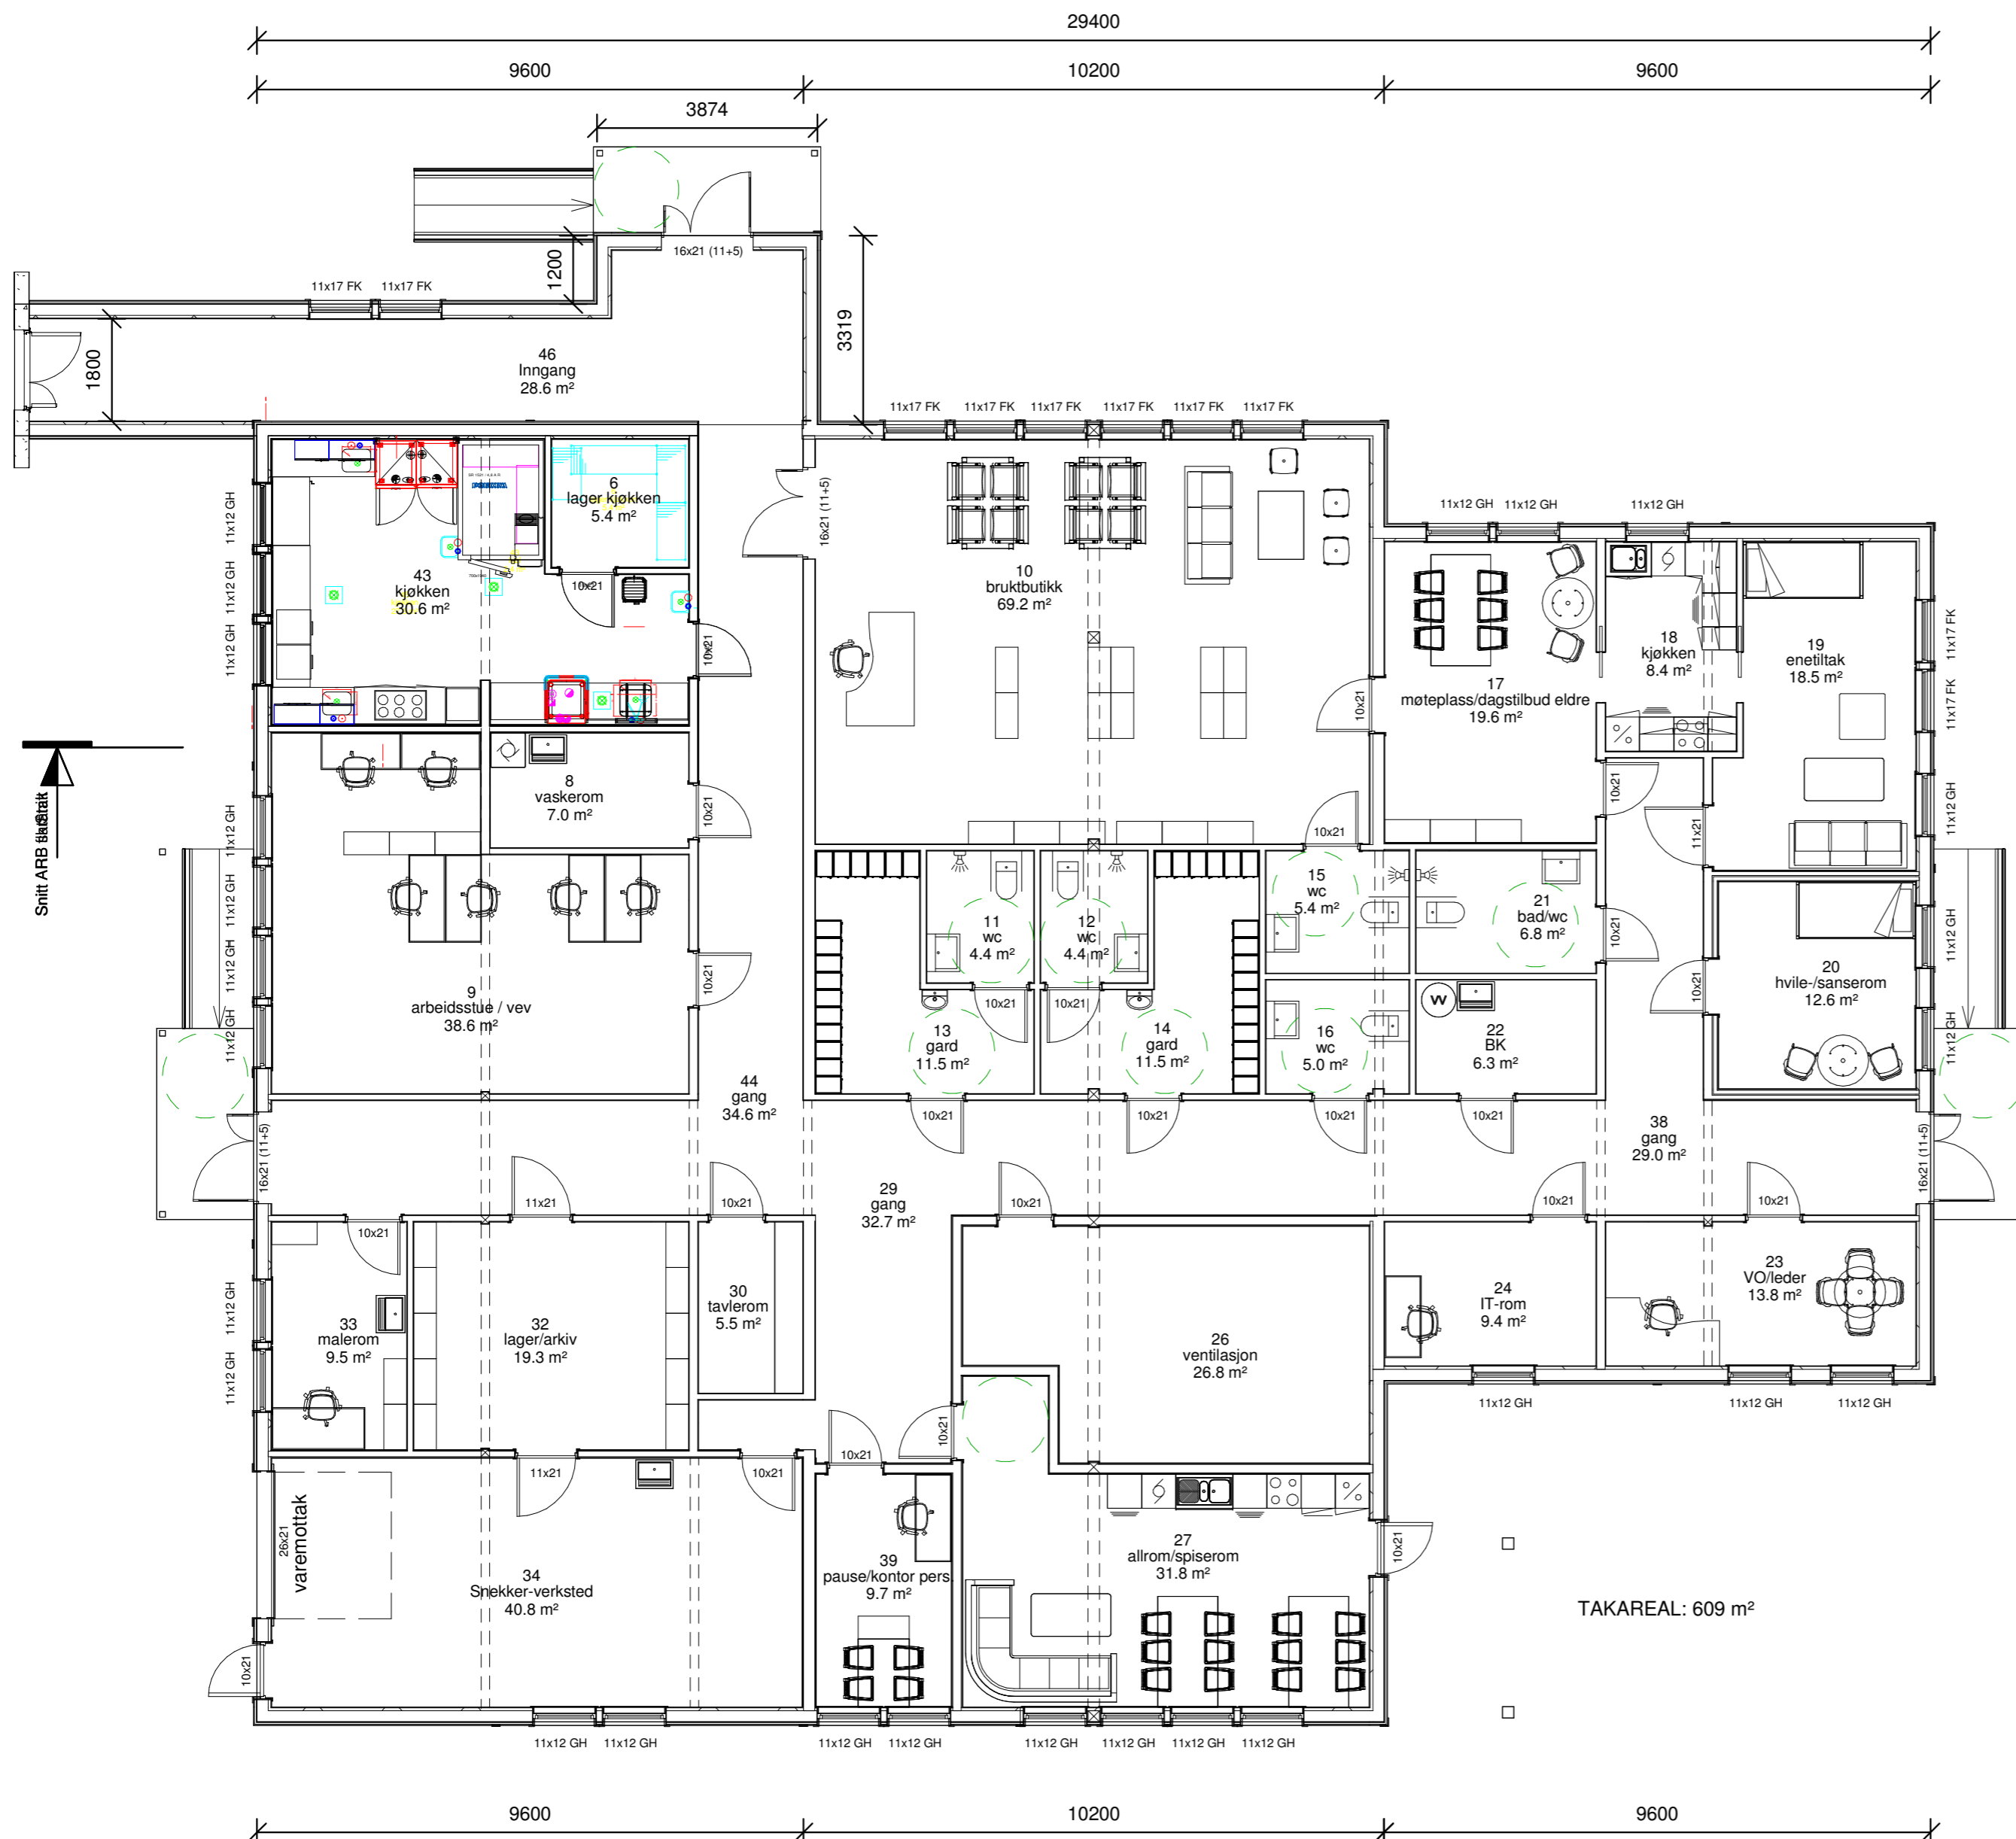 29400
9600
10200
9600
3874
16x21 (11+5)
1200
11x17 FK
11x17 FK
3319
1800
46
Inngang
28.6 m²
11x17 FK
11x17 FK
11x17 FK
11x17 FK
11x17 FK
11x17 FK
11x12 GH
11x12 GH
11x12 GH
6
lager kjøkken
5.4 m²
16x21 (11+5)
11x12 GH
11x12 GH
11x12 GH
43
kjøkken
30.6 m²
10x21
10x21
10
bruktbutikk
69.2 m²
17
møteplass/dagstilbud eldre
19.6 m²
10x21
18
kjøkken
8.4 m²
19
enetiltak
18.5 m²
11x17 FK
11x17 FK
11x12 GH
11x12 GH
11x12 GH
Snitt ARB
8
vaskerom
7.0 m²
10x21
10x21
10x21
11x21
11x12 GH
11x12 GH
11x12 GH
11x12 GH
9
arbeidsstue / vev
38.6 m²
10x21
11
wc
4.4 m²
12
wc
4.4 m²
15
wc
5.4 m²
21
bad/wc
6.8 m²
10x21
10x21
20
hvile-/sanserom
12.6 m²
10x21
10x21
13
gard
11.5 m²
14
gard
11.5 m²
16
wc
5.0 m²
VV
22
BK
6.3 m²
44
gang
34.6 m²
10x21
10x21
10x21
10x21
38
gang
29.0 m²
16x21 (11+5)
16x21 (11+5)
11x21
10x21
29
gang
32.7 m²
10x21
10x21
10x21
10x21
33
malerom
9.5 m²
32
lager/arkiv
19.3 m²
30
tavlerom
5.5 m²
26
ventilasjon
26.8 m²
24
IT-rom
9.4 m²
23
VO/leder
13.8 m²
11x12 GH
11x12 GH
11x12 GH
11x12 GH
11x12 GH
10x21
10x21
11x21
10x21
26x21
varemottak
34
Snekker-verksted
40.8 m²
39
pause/kontor pers.
9.7 m²
27
allrom/spiserom
31.8 m²
10x21
10x21
TAKAREAL: 609 m²
11x12 GH
11x12 GH
11x12 GH
11x12 GH
11x12 GH
11x12 GH
11x12 GH
11x12 GH
9600
10200
9600